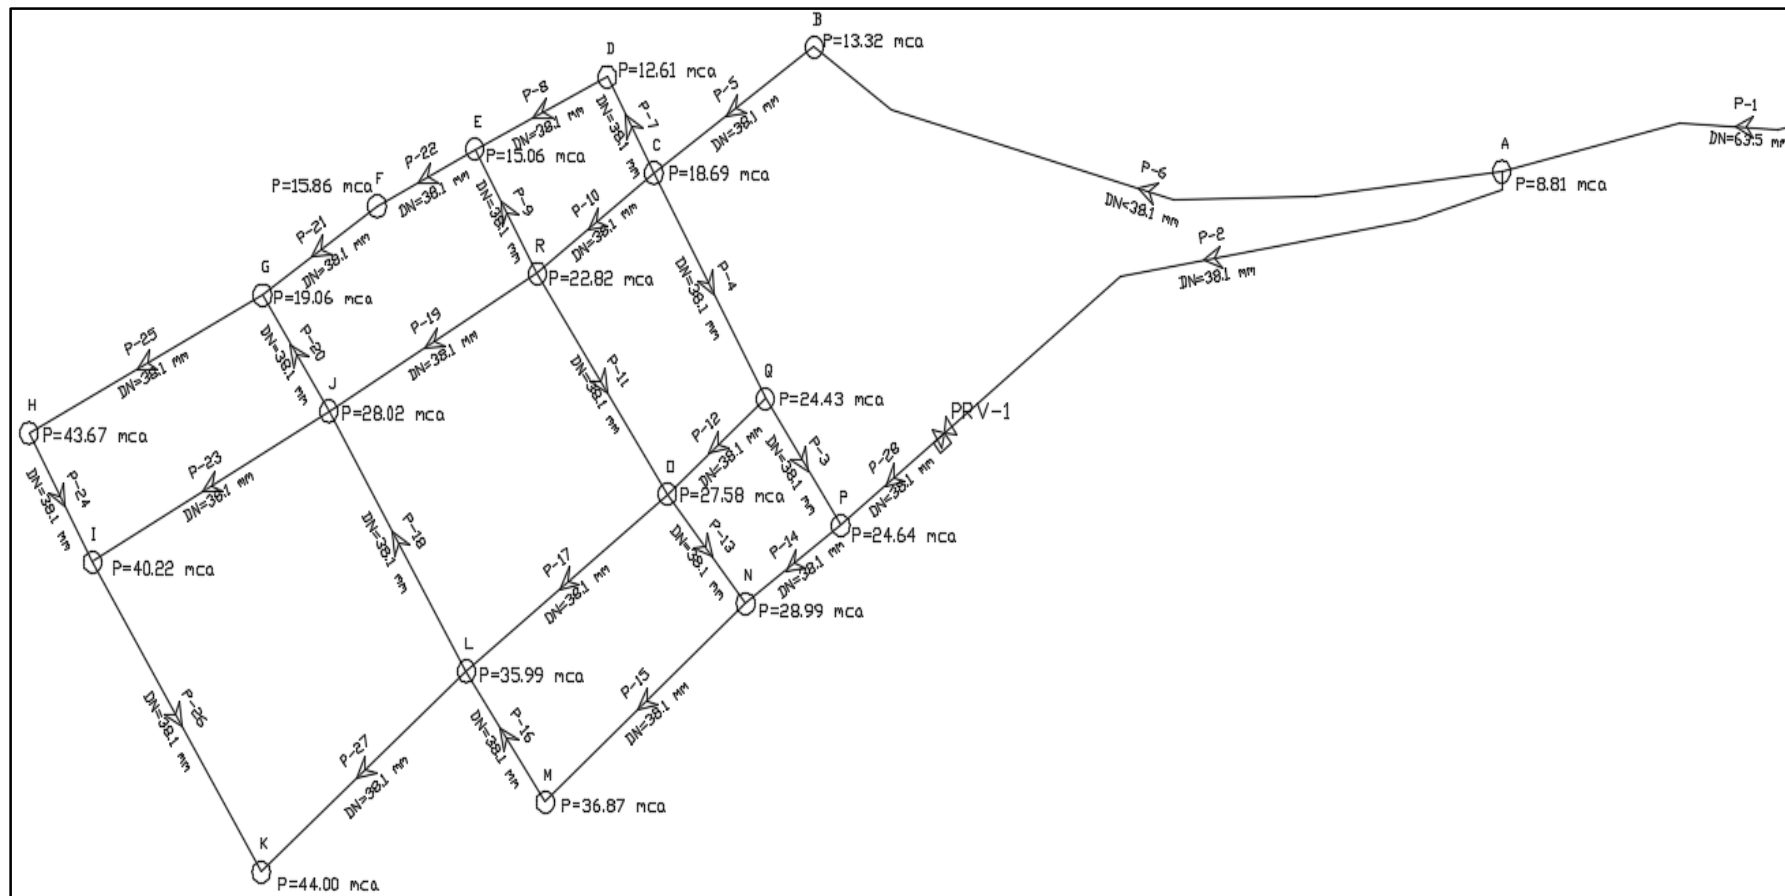 B
P=13.32 mca
D
P=12.61 mca
P-5
DN=38.1 mm
P-8
DN=38.1 mm
P-7
DN=38.1 mm
P-1
DN=63.5 mm
E
P=15.06 mca
C
P=18.69 mca
A
P=8.81 mca
P-22
DN=38.1 mm
F
P=15.86 mca
P-9
DN=38.1 mm
P-10
DN=38.1 mm
P-6
DN<38.1 mm
P-2
DN=38.1 mm
P-21
DN=38.1 mm
R
P=22.82 mca
P-4
DN=38.1 mm
G
P=19.06 mca
P-25
DN=38.1 mm
P-20
DN=38.1 mm
P-19
DN=38.1 mm
P-11
DN=38.1 mm
Q
P=24.43 mca
J
P=28.02 mca
H
P=43.67 mca
PRV-1
P-12
DN=38.1 mm
P-3
DN=38.1 mm
P-28
DN=38.1 mm
P-23
DN=38.1 mm
P-24
DN=38.1 mm
O
P=27.58 mca
P
P=24.64 mca
I
P=40.22 mca
P-18
DN=38.1 mm
P-17
DN=38.1 mm
P-13
DN=38.1 mm
P-14
DN=38.1 mm
N
P=28.99 mca
L
P=35.99 mca
P-15
DN=38.1 mm
P-26
DN=38.1 mm
P-27
DN=38.1 mm
P-16
DN=38.1 mm
M
P=36.87 mca
K
P=44.00 mca